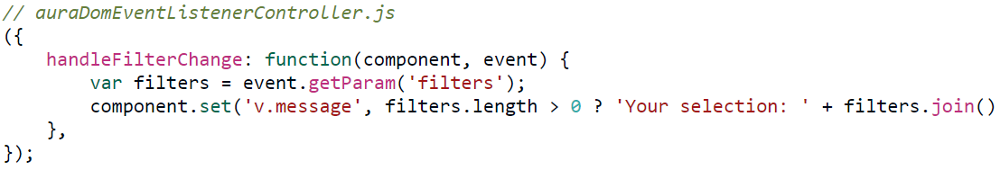 // auraDomEventListenerController.js
({
    handleFilterChange: function(component, event) {
        var filters = event.getParam('filters');
        component.set('v.message', filters.length > 0 ? 'Your selection: ' + filters.join()
    },
});